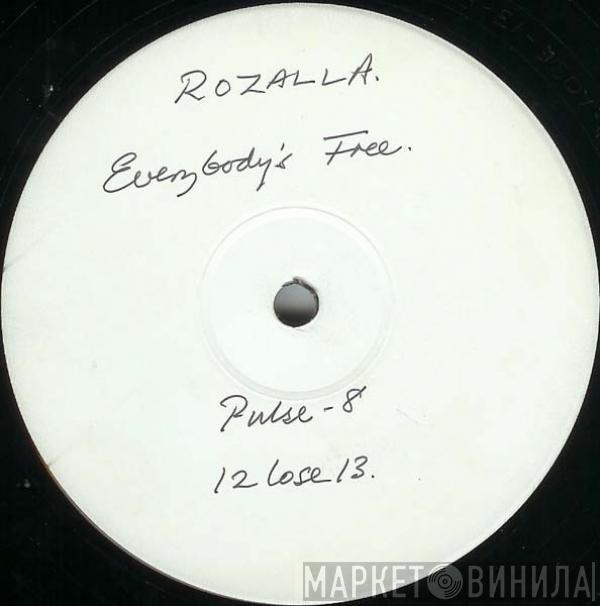 ROZALLA.
Everybody's Free.
Pulse-8
12 Lose 13.
МАРКЕТ ВИНИЛА